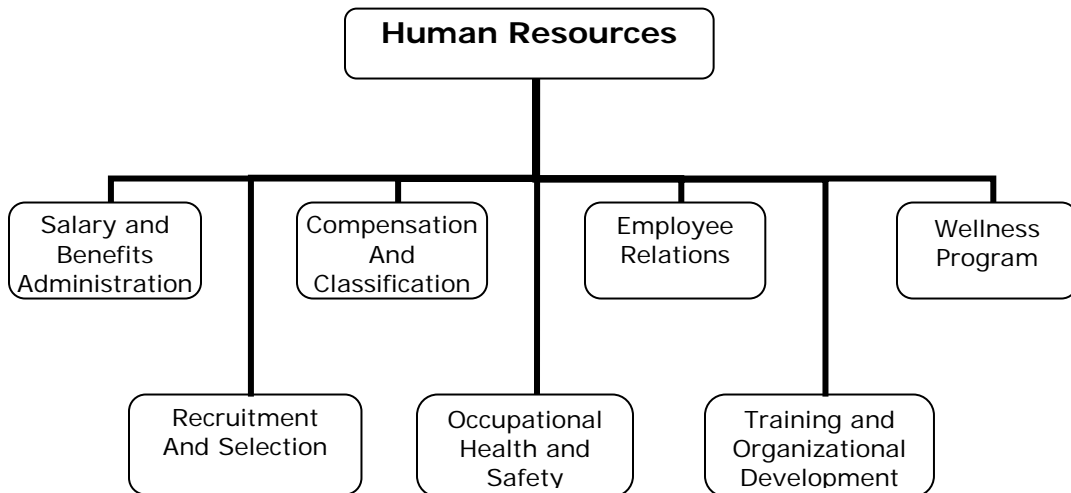 Human Resources
Salary and
Benefits
Administration
Compensation
And
Classification
Employee
Relations
Wellness
Program
Recruitment
And Selection
Occupational
Health and
Safety
Training and
Organizational
Development